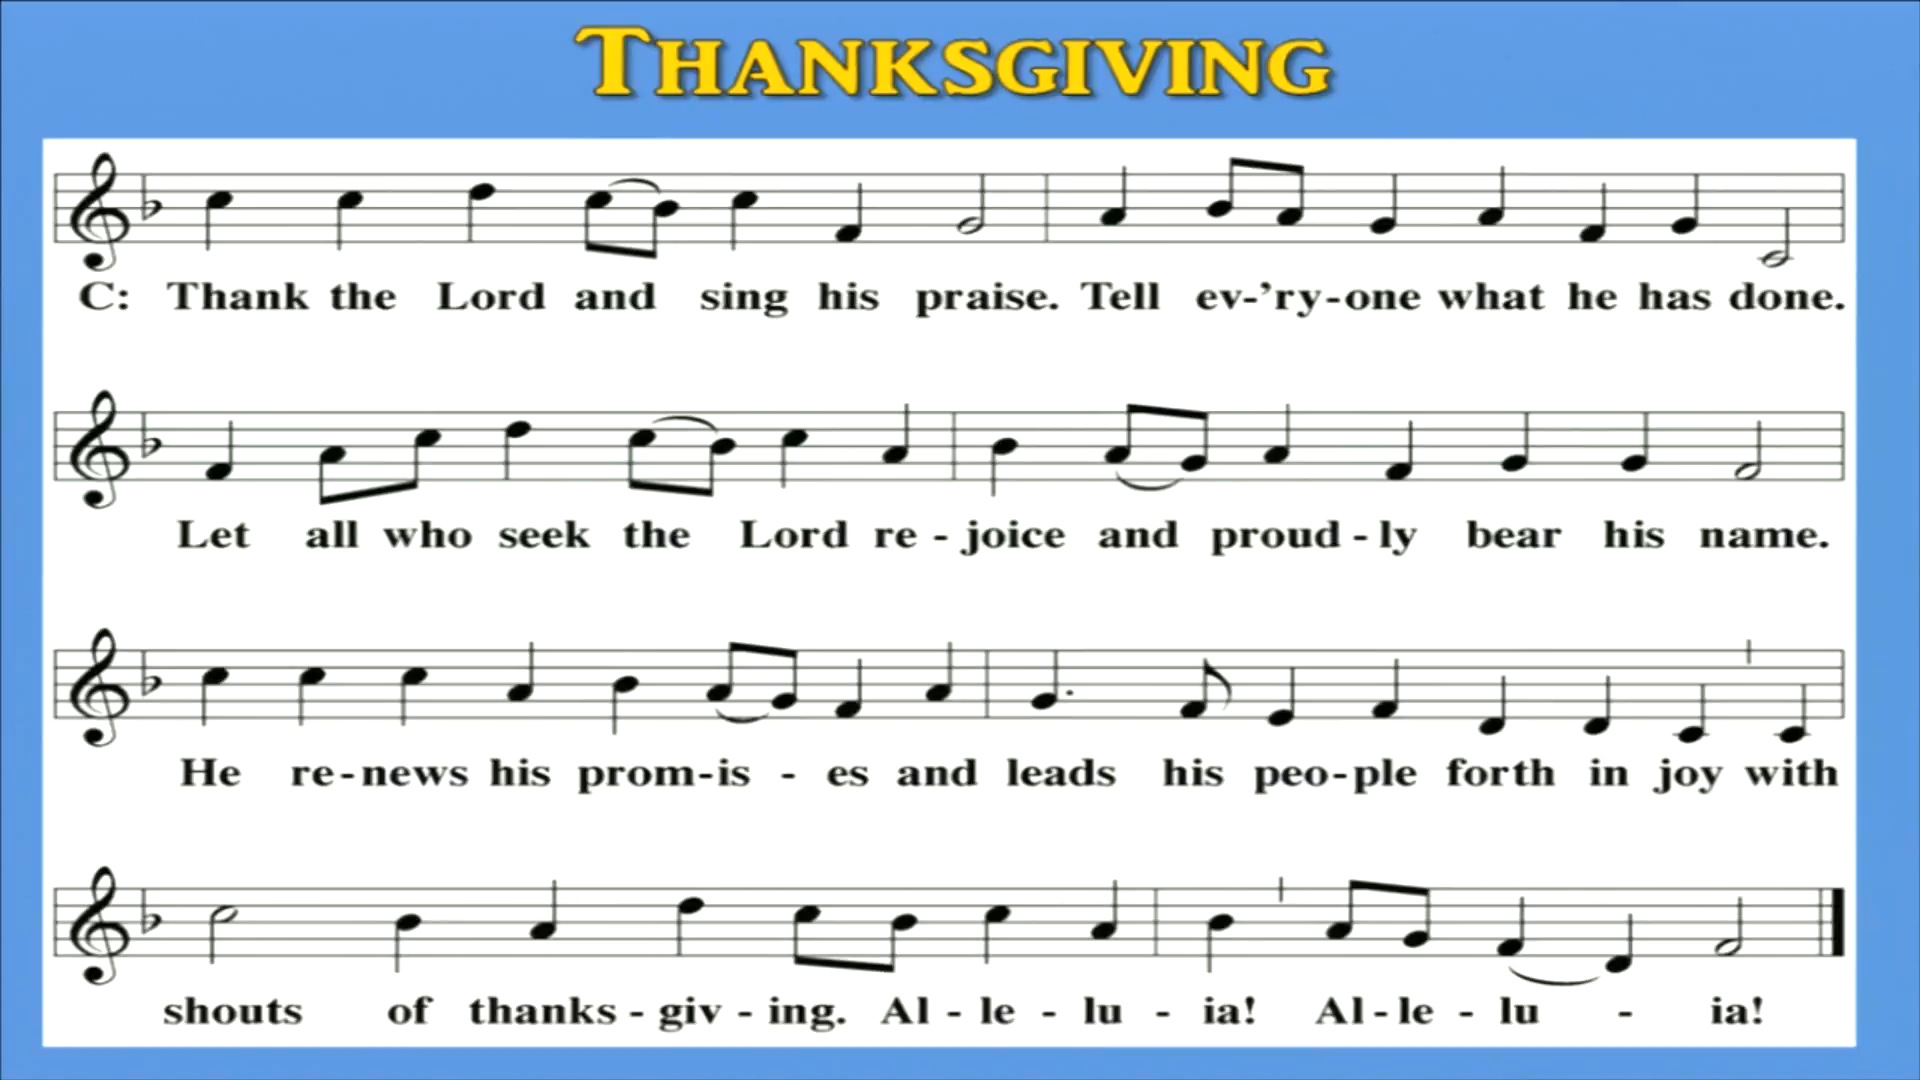 THANKSGIVING
C: Thank the Lord and sing his praise. Tell ev-'ry-one what he has done.
Let all who seek the Lord re - joice and proud - ly bear his name.
He re - news his prom - is - es and leads his peo - ple forth in joy with
shouts of thanks - giv - ing. Al - le - lu - ia! Al - le - lu - ia!